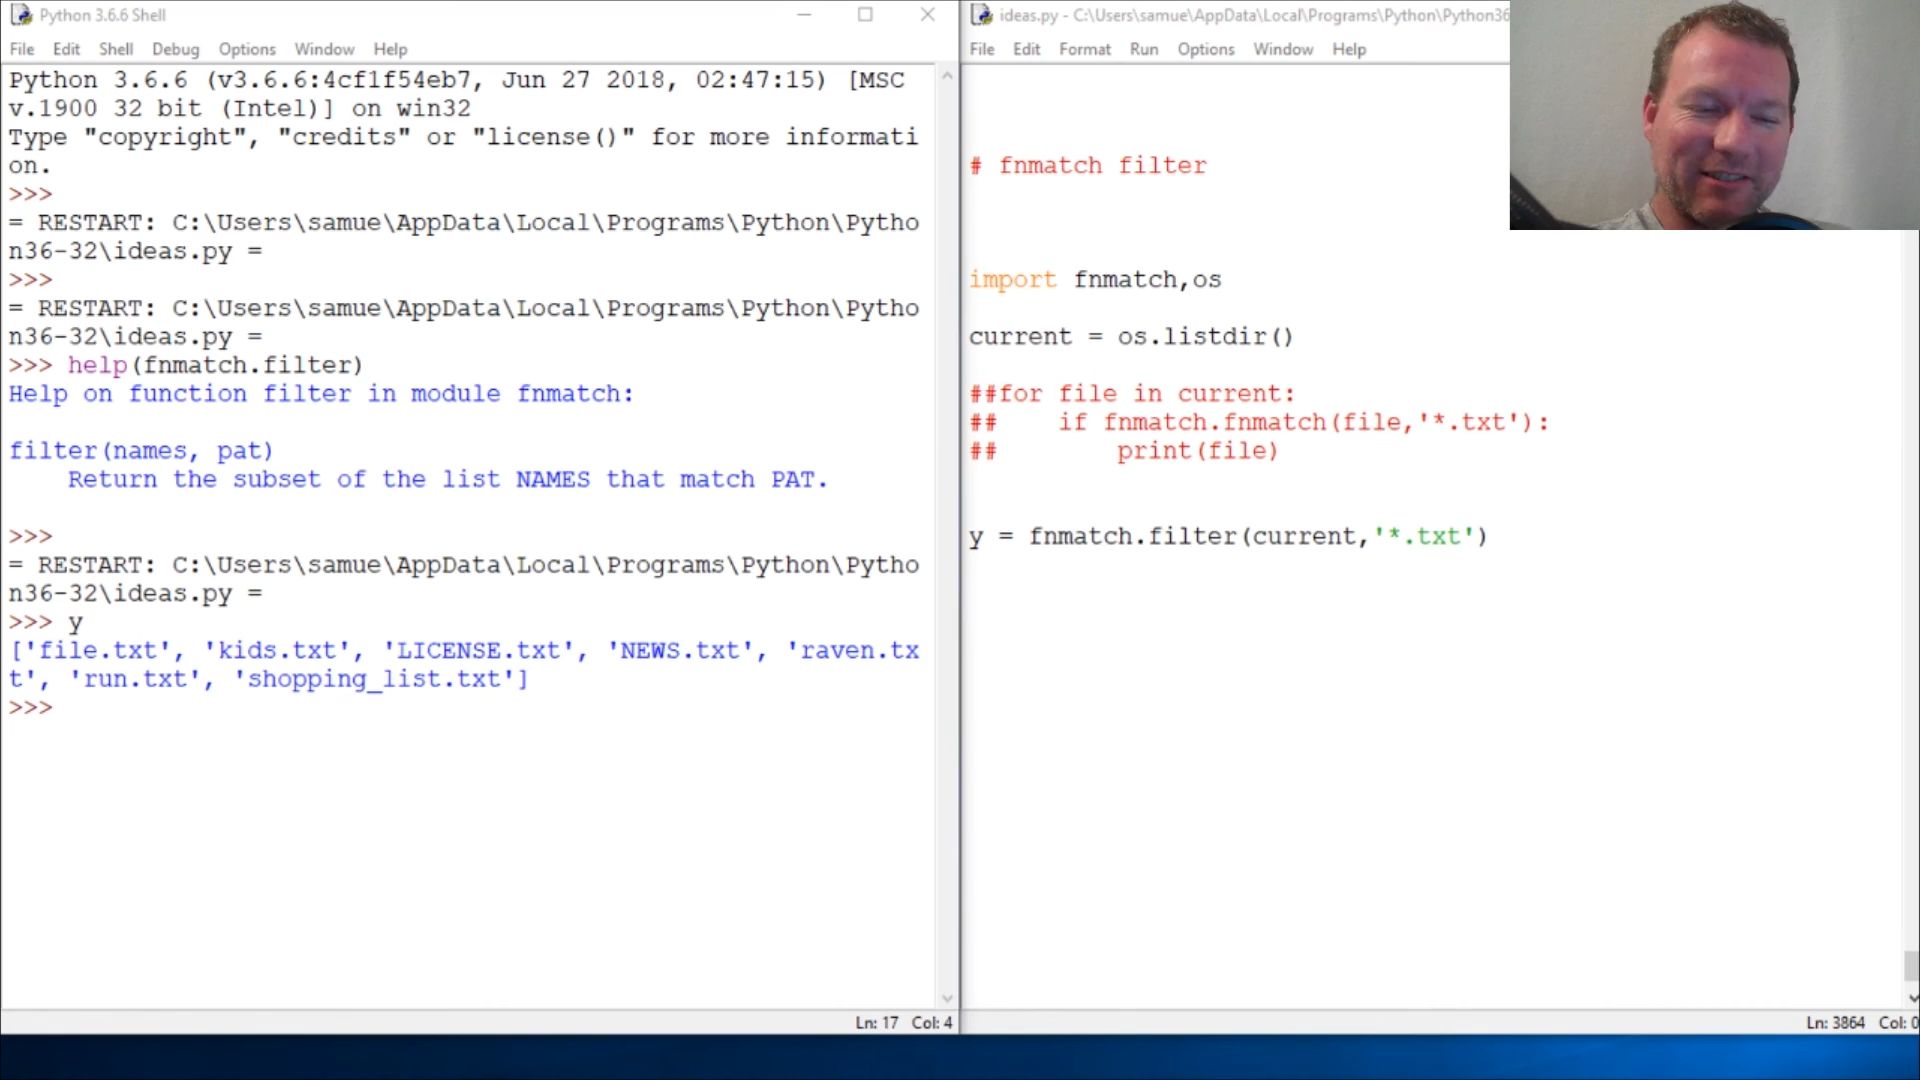 Python 3.6.6 Shell
File Edit Shell Debug Options Window Help
Python 3.6.6 (v3.6.6:4cf1f54eb7, Jun 27 2018, 02:47:15) [MSC
v.1900 32 bit (Intel)] on win32
Type "copyright", "credits" or "license()" for more informati
on.
>>>
= RESTART: C:\Users\samue\AppData\Local\Programs\Python\Pytho
n36-32\ideas.py =
>>>
= RESTART: C:\Users\samue\AppData\Local\Programs\Python\Pytho
n36-32\ideas.py =
>>> help(fnmatch.filter)
Help on function filter in module fnmatch:
filter(names, pat)
    Return the subset of the list NAMES that match PAT.
>>>
= RESTART: C:\Users\samue\AppData\Local\Programs\Python\Pytho
n36-32\ideas.py =
>>> y
['file.txt', 'kids.txt', 'LICENSE.txt', 'NEWS.txt', 'raven.tx
t', 'run.txt', 'shopping_list.txt']
>>>
Ln: 17 Col: 4
ideas.py - C:\Users\samue\AppData\Local\Programs\Python\Python36
File Edit Format Run Options Window Help
# fnmatch filter
import fnmatch,os
current = os.listdir()
##for file in current:
##    if fnmatch.fnmatch(file,'*.txt'):
##        print(file)
y = fnmatch.filter(current,'*.txt')
Ln: 3864 Col: 0